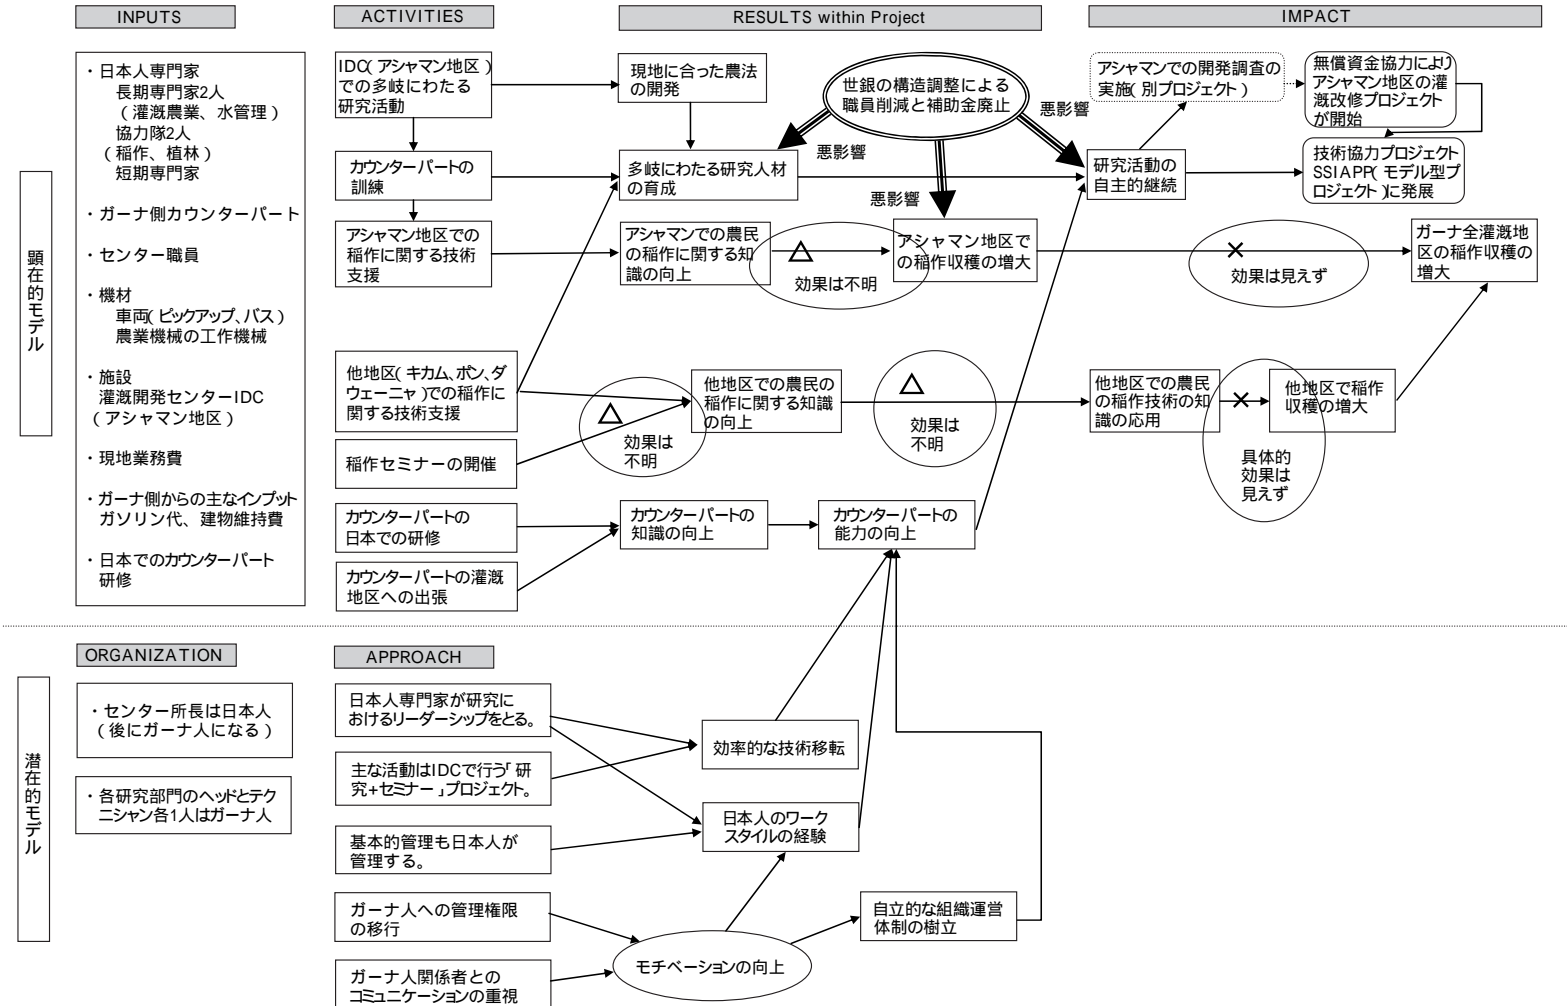 INPUTS
ACTIVITIES
RESULTS within Project
IMPACT
顕在的モデル
・日本人専門家
長期専門家2人
(灌漑農業、水管理)
協力隊2人
(稲作、植林)
短期専門家
・ガーナ側カウンターパート
・センター職員
・機材
車両(ピックアップ、バス)
農業機械の工作機械
・施設
灌漑開発センターIDC
(アシャマン地区)
・現地業務費
・ガーナ側からの主なインプット
ガソリン代、建物維持費
・日本でのカウンターパート
研修
IDC(アシャマン地区)
での多岐にわたる
研究活動
カウンターパートの
訓練
アシャマン地区での
稲作に関する技術
支援
他地区(キカム、ポン、ダ
ウェーニャ)での稲作に
関する技術支援
稲作セミナーの開催
カウンターパートの
日本での研修
カウンターパートの灌漑
地区への出張
現地に合った農法
の開発
多岐にわたる研究人材
の育成
アシャマンでの農民
の稲作に関する知
識の向上
△
効果は不明
世銀の構造調整による
職員削減と補助金廃止
悪影響
悪影響
悪影響
アシャマン地区で
の稲作収穫の増大
△
効果は
不明
他地区での農民の
稲作に関する知識
の向上
△
効果は
不明
カウンターパートの
知識の向上
カウンターパートの
能力の向上
アシャマンでの開発調査の
実施(別プロジェクト)
無償資金協力により
アシャマン地区の灌
漑改修プロジェクト
が開始
研究活動の
自主的継続
技術協力プロジェクト
SSIAPP(モデル型プ
ロジェクト)に発展
×
効果は見えず
ガーナ全灌漑地
区の稲作収穫の
増大
他地区での農民
の稲作技術の知
識の応用
×
具体的
効果は
見えず
他地区で稲作
収穫の増大
潜在的モデル
ORGANIZATION
・センター所長は日本人
(後にガーナ人になる)
・各研究部門のヘッドとテク
ニシャン各1人はガーナ人
APPROACH
日本人専門家が研究に
おけるリーダーシップをとる。
主な活動はIDCで行う「研
究+セミナー」プロジェクト。
基本的管理も日本人が
管理する。
ガーナ人への管理権限
の移行
ガーナ人関係者との
コミュニケーションの重視
効率的な技術移転
日本人のワーク
スタイルの経験
モチベーションの向上
自立的な組織運営
体制の樹立